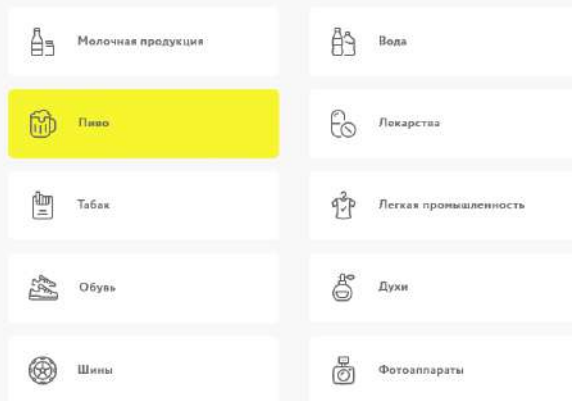 Молочная продукция
Вода
Пиво
Лекарства
Табак
Легкая промышленность
Обувь
Духи
Шины
Фотоаппараты